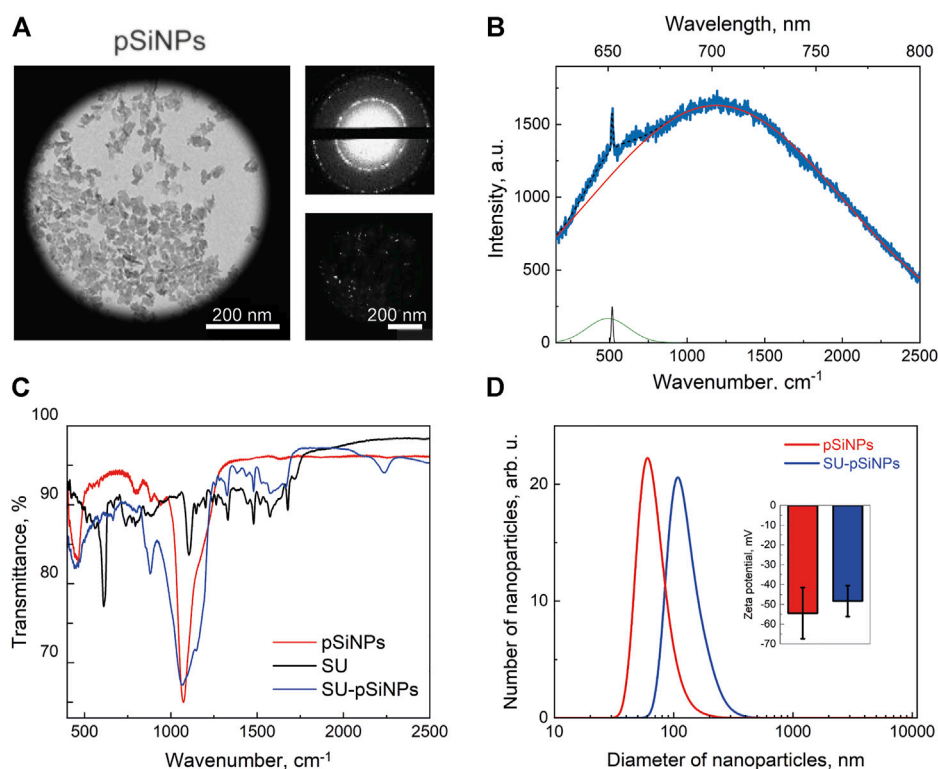 A
pSiNPs
200 nm
200 nm
B
Wavelength, nm
650 700 750 800
Intensity, a.u.
1500
1000
500
250
0
500 1000 1500 2000 2500
Wavenumber, cm⁻¹
C
Transmittance, %
100
90
80
70
pSiNPs
SU
SU-pSiNPs
500 1000 1500 2000 2500
Wavenumber, cm⁻¹
D
Number of nanoparticles, arb. u.
20
10
0
pSiNPs
SU-pSiNPs
Zeta potential, mV
0
-10
-20
-30
-40
-50
-60
-70
10 100 1000 10000
Diameter of nanoparticles, nm